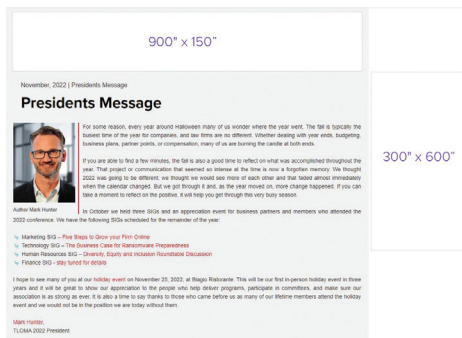 900" x 150"
November, 2022 | Presidents Message
Presidents Message
For some reason, every year around Halloween many of us wonder where the year went. The fall is typically the
busiest time of the year for companies, and law firms are no different. Whether dealing with year ends, budgeting,
business plans, partner points, or compensation, many of us are burning the candle at both ends.
If you are able to find a few minutes, the fall is also a good time to reflect on what was accomplished throughout the
year. That project or communication that seemed so intense at the time is now a forgotten memory. We thought
2022 was going to be different, we thought we would see more of each other and that faded almost immediately
when the calendar changed. But we got through it and, as the year moved on, more change happened. If you can
take a moment to reflect on the positive, it will help you get through this very busy season.
Author Mark Hunter
In October we held three SIGs and an appreciation event for business partners and members who attended the
2022 conference. We have the following SIGs scheduled for the remainder of the year:
Marketing SIG – Five Steps to Grow your Firm Online
Technology SIG – The Business Case for Ransomware Preparedness
Human Resources SIG – Diversity, Equity and Inclusion Roundtable Discussion
Finance SIG - stay tuned for details
I hope to see many of you at our holiday event on November 25, 2022, at Biagio Ristorante. This will be our first in-person holiday event in three
years and it will be great to show our appreciation to the people who help deliver programs, participate in committees, and make sure our
association is as strong as ever. It is also a time to say thanks to those who came before us as many of our lifetime members attend the holiday
event and we would not be in the position we are today without them.
Mark Hunter,
TLOMA 2022 President
300" x 600"